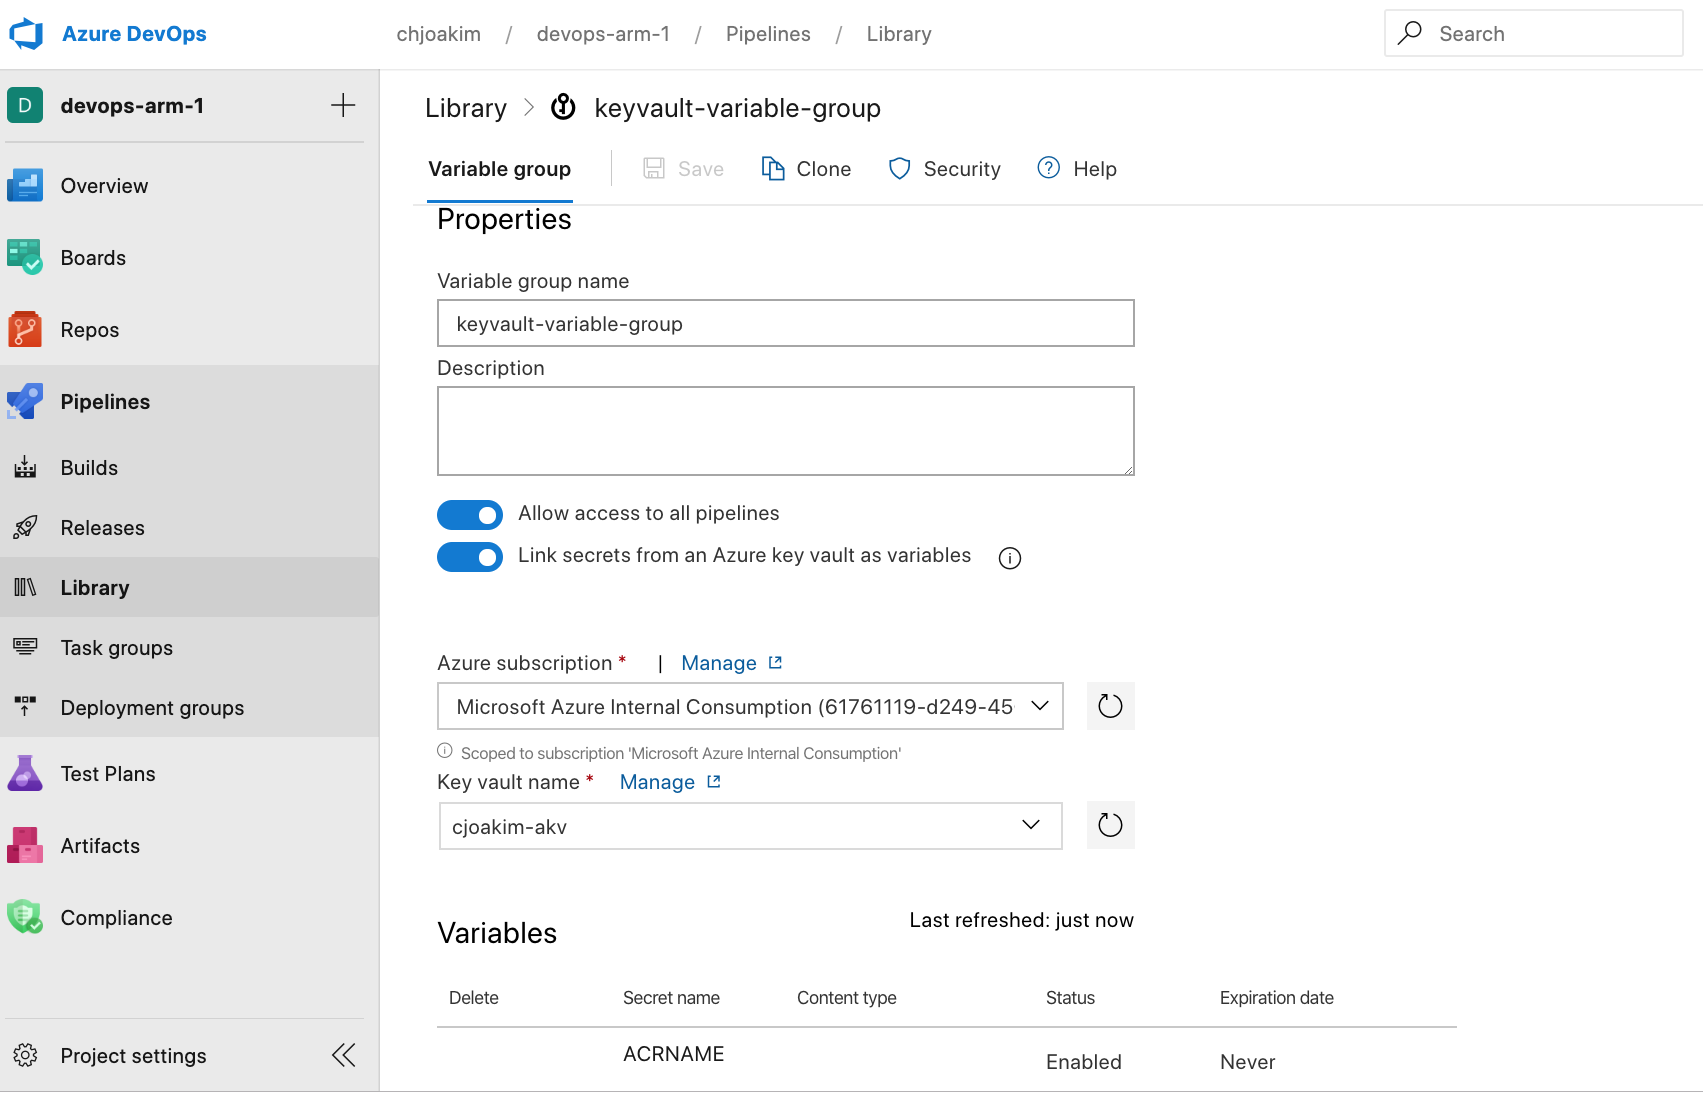 Azure DevOps
chjoakim / devops-arm-1 / Pipelines / Library
Search
D devops-arm-1
Overview
Boards
Repos
Pipelines
Builds
Releases
Library
Task groups
Deployment groups
Test Plans
Artifacts
Compliance
Project settings
Library > keyvault-variable-group
Variable group | Save Clone Security Help
Properties
Variable group name
keyvault-variable-group
Description
Allow access to all pipelines
Link secrets from an Azure key vault as variables
Azure subscription * | Manage
Microsoft Azure Internal Consumption (61761119-d249-45
Scoped to subscription 'Microsoft Azure Internal Consumption'
Key vault name * Manage
cjoakim-akv
Variables
Last refreshed: just now
Delete Secret name Content type Status Expiration date
ACRNAME Enabled Never